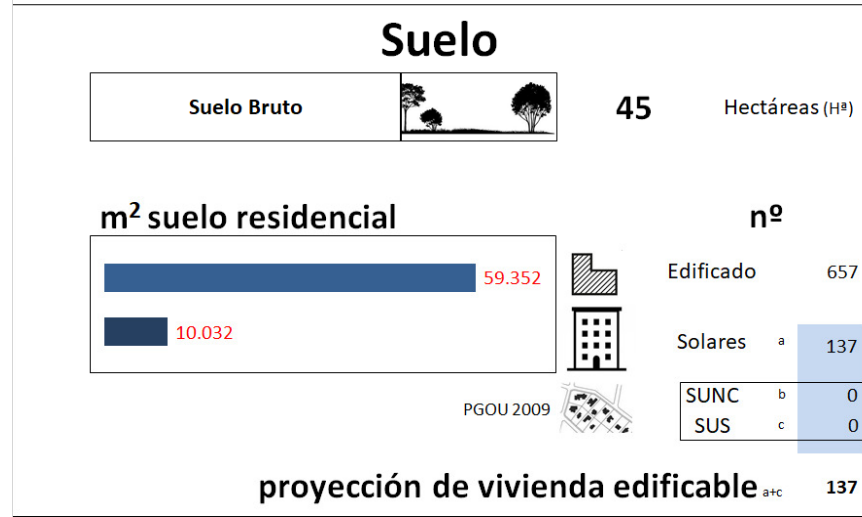 Suelo
Suelo Bruto
45 Hectáreas (Hª)
m² suelo residencial
nº
59.352
Edificado 657
10.032
Solares a 137
PGOU 2009
SUNC b 0
SUS c 0
proyección de vivienda edificable a+c 137